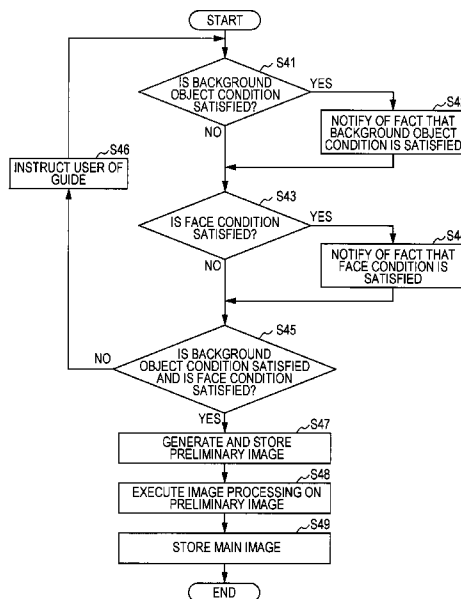 START
S41
IS BACKGROUND
OBJECT CONDITION
SATISFIED?
YES
NO
NOTIFY OF FACT THAT
BACKGROUND OBJECT
CONDITION IS SATISFIED
S46
INSTRUCT USER OF
GUIDE
S43
IS FACE CONDITION
SATISFIED?
YES
NO
NOTIFY OF FACT THAT
FACE CONDITION IS
SATISFIED
S45
IS BACKGROUND
OBJECT CONDITION SATISFIED
AND IS FACE CONDITION
SATISFIED?
NO
YES
S47
GENERATE AND STORE
PRELIMINARY IMAGE
S48
EXECUTE IMAGE PROCESSING ON
PRELIMINARY IMAGE
S49
STORE MAIN IMAGE
END